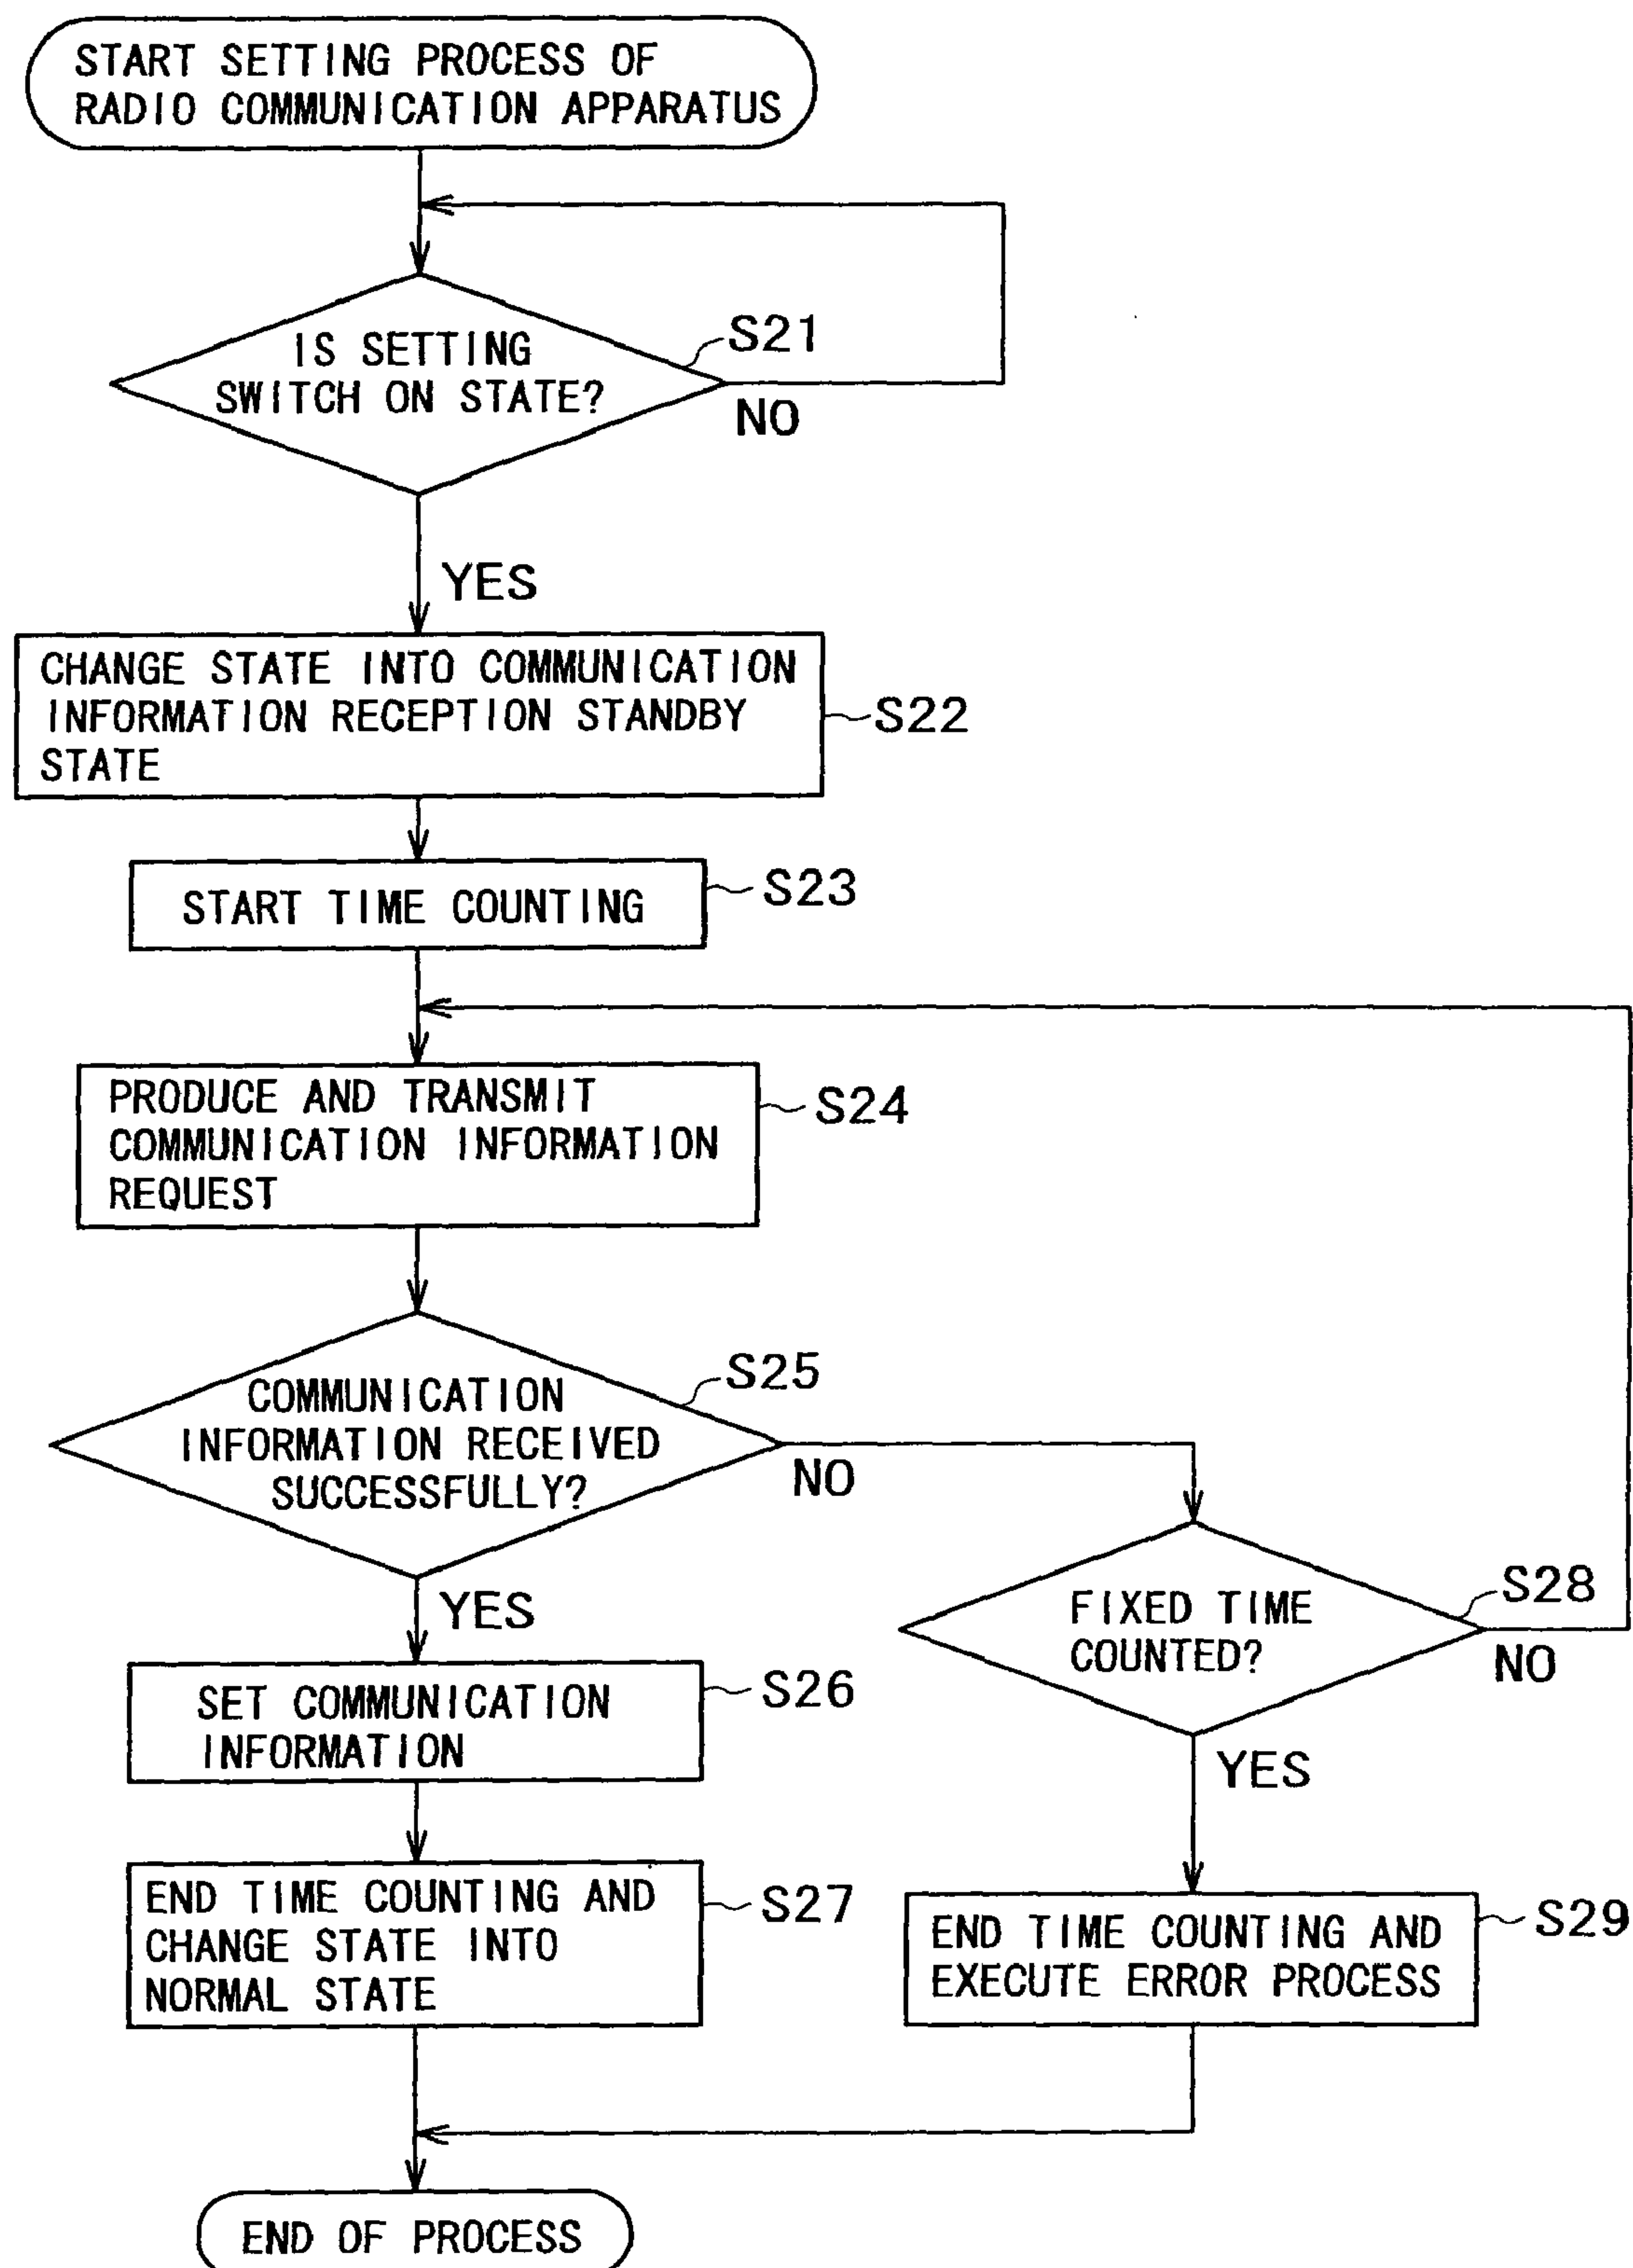 START SETTING PROCESS OF
RADIO COMMUNICATION APPARATUS
IS SETTING
SWITCH ON STATE?
S21
NO
YES
CHANGE STATE INTO COMMUNICATION
INFORMATION RECEPTION STANDBY
STATE
S22
START TIME COUNTING
S23
PRODUCE AND TRANSMIT
COMMUNICATION INFORMATION
REQUEST
S24
COMMUNICATION
INFORMATION RECEIVED
SUCCESSFULLY?
S25
NO
YES
FIXED TIME
COUNTED?
S28
NO
YES
SET COMMUNICATION
INFORMATION
S26
END TIME COUNTING AND
CHANGE STATE INTO
NORMAL STATE
S27
END TIME COUNTING AND
EXECUTE ERROR PROCESS
S29
END OF PROCESS